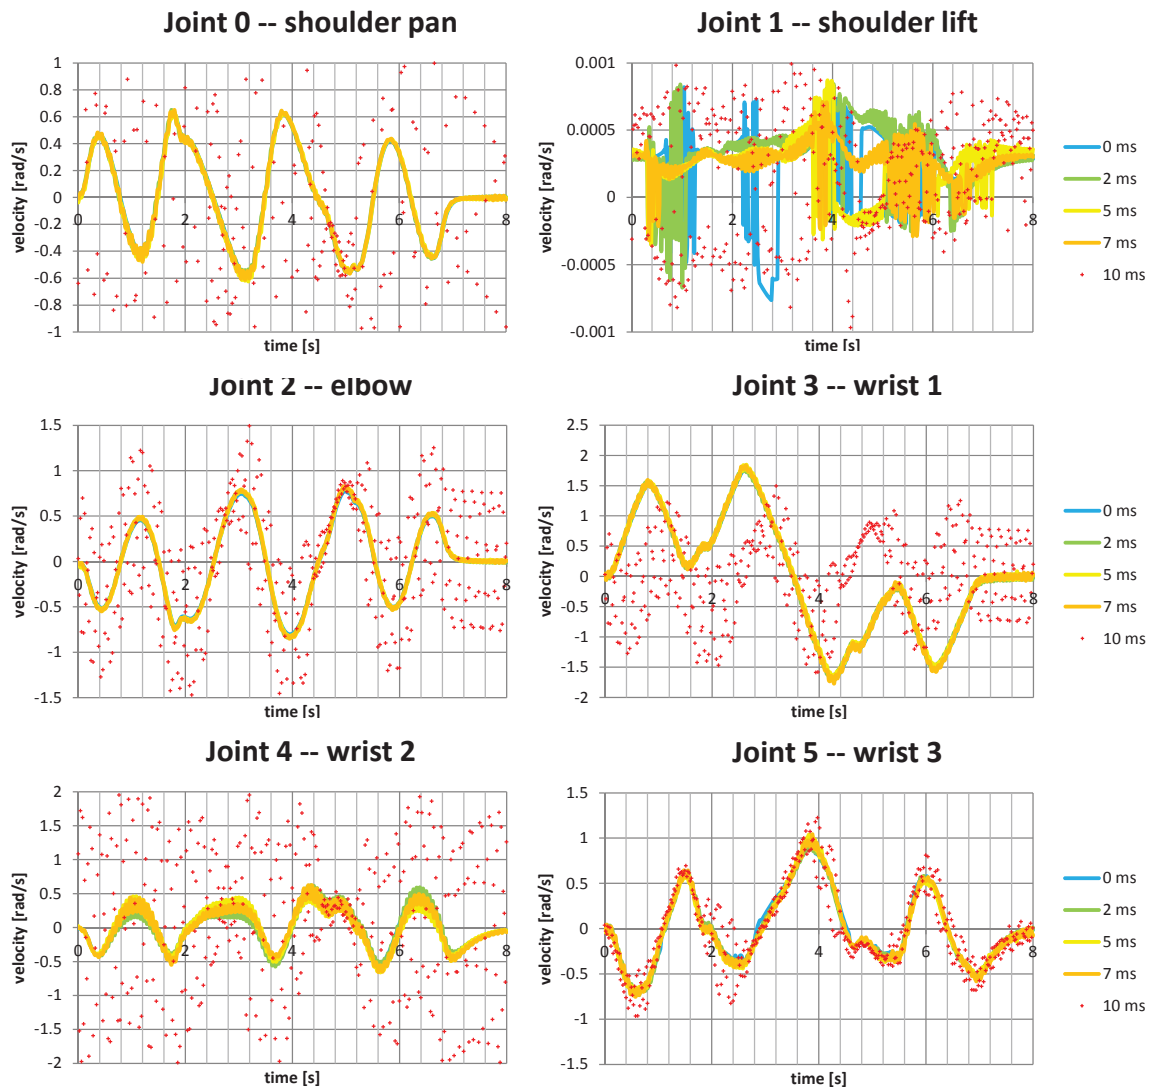 Joint 0 -- shoulder pan
1
0.8
0.6
0.4
0.2
0
-0.2
-0.4
-0.6
-0.8
-1
0 2 4 6 8
velocity [rad/s]
time [s]
Joint 1 -- shoulder lift
0.001
0.0005
0
-0.0005
-0.001
0 2 4 6 8
velocity [rad/s]
time [s]
0 ms
2 ms
5 ms
7 ms
10 ms
Joint 2 -- elbow
1.5
1
0.5
0
-0.5
-1
-1.5
0 2 4 6 8
velocity [rad/s]
time [s]
Joint 3 -- wrist 1
2.5
2
1.5
1
0.5
0
-0.5
-1
-1.5
-2
0 2 4 6 8
velocity [rad/s]
time [s]
0 ms
2 ms
5 ms
7 ms
10 ms
Joint 4 -- wrist 2
2
1.5
1
0.5
0
-0.5
-1
-1.5
-2
0 2 4 6 8
velocity [rad/s]
time [s]
Joint 5 -- wrist 3
1.5
1
0.5
0
-0.5
-1
-1.5
0 2 4 6 8
velocity [rad/s]
time [s]
0 ms
2 ms
5 ms
7 ms
10 ms